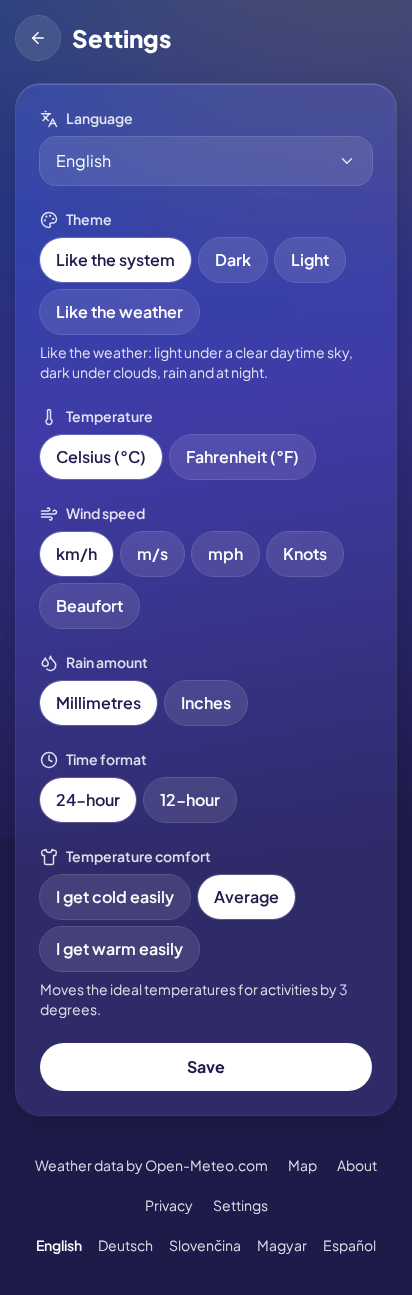 Settings
Language
English
Theme
Like the system Dark Light
Like the weather
Like the weather: light under a clear daytime sky,
dark under clouds, rain and at night.
Temperature
Celsius (°C) Fahrenheit (°F)
Wind speed
km/h m/s mph Knots
Beaufort
Rain amount
Millimetres Inches
Time format
24-hour 12-hour
Temperature comfort
I get cold easily Average
I get warm easily
Moves the ideal temperatures for activities by 3
degrees.
Save
Weather data by Open-Meteo.com Map About
Privacy Settings
English Deutsch Slovenčina Magyar Español